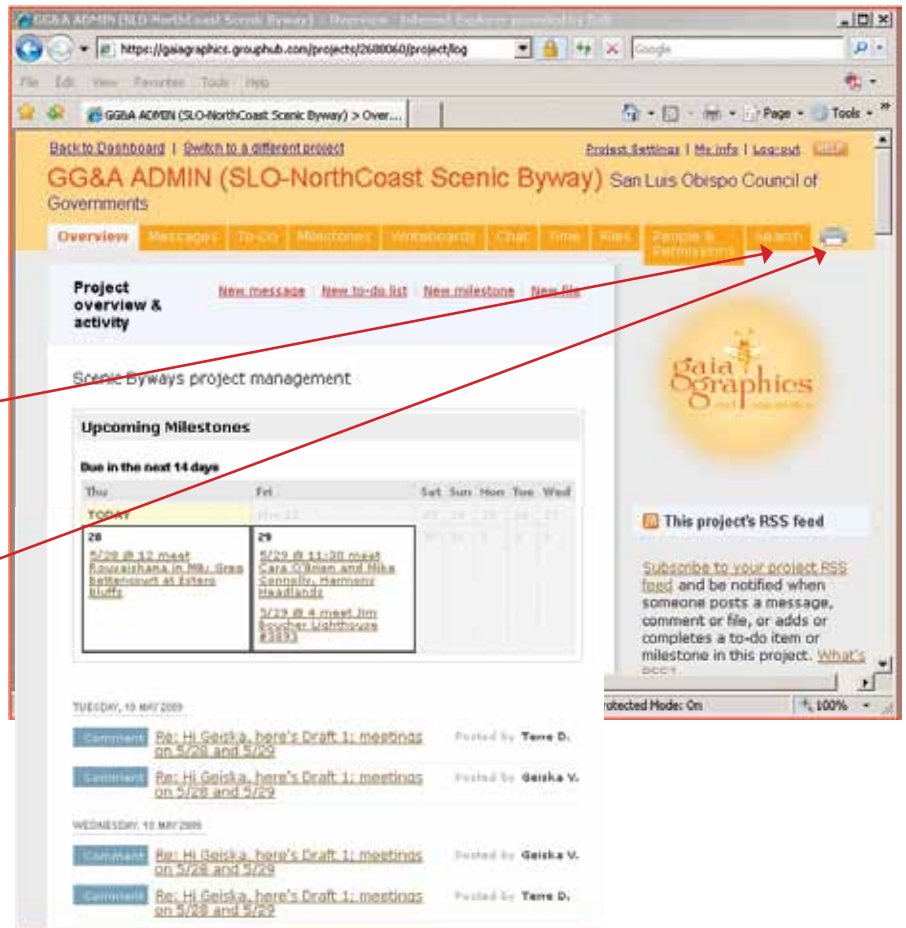 GG&A ADMIN (SLO-NorthCoast Scenic Byway) > Overview - Internet Explorer provided by Dell
https://gaiagraphics.grouphub.com/projects/2680060/project/log
Google
File Edit View Favorites Tools Help
GG&A ADMIN (SLO-NorthCoast Scenic Byway) > Over...
Page Tools
Back to Dashboard | Switch to a different project
Project Settings | My info | Log-out
GG&A ADMIN (SLO-NorthCoast Scenic Byway) San Luis Obispo Council of
Governments
Overview Messages To-Do Milestones Writeboards Chat Time Files People & Permissions Search
Project overview & activity
New message New to-do list New milestone New file
Scenic Byways project management
Upcoming Milestones
Due in the next 14 days
Thu Fri Sat Sun Mon Tue Wed
TODAY
28
5/28 @ 12 meet
in MB; Greg
bettencourt at Estero
bluffs
29
5/29 @ 11:30 meet
Cara O'Brien and Mike
Connolly, Harmony
Headlands
5/29 @ 4 meet Jim
Boucher Lighthouse
#3893
gaia
graphics
This project's RSS feed
Subscribe to your project RSS
feed and be notified when
someone posts a message,
comment or file, or adds or
completes a to-do item or
milestone in this project. What's
RSS?
Protected Mode: On
100%
Comment Re: Hi Geiska, here's Draft 1; meetings Posted by Terre D.
on 5/28 and 5/29
Comment Re: Hi Geiska, here's Draft 1; meetings Posted by Geiska V.
on 5/28 and 5/29
Comment Re: Hi Geiska, here's Draft 1; meetings Posted by Geiska V.
on 5/28 and 5/29
Comment Re: Hi Geiska, here's Draft 1; meetings Posted by Terre D.
on 5/28 and 5/29